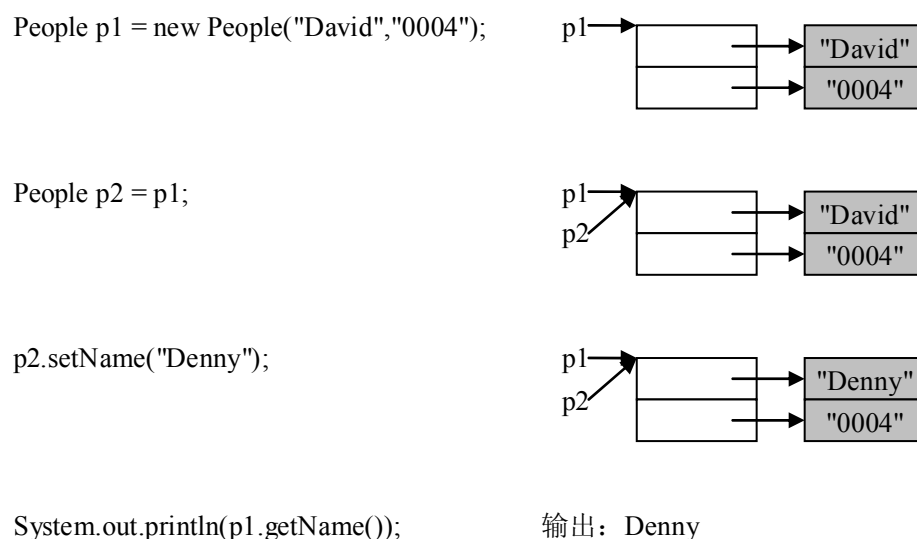 People p1 = new People("David","0004");
p1
"David"
"0004"
People p2 = p1;
p1
p2
"David"
"0004"
p2.setName("Denny");
p1
p2
"Denny"
"0004"
System.out.println(p1.getName());
输出：Denny